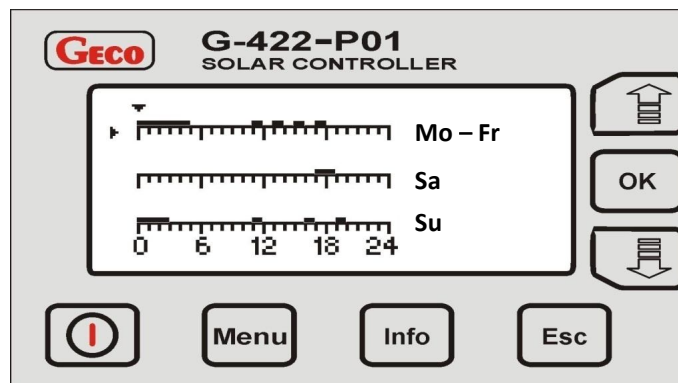 GECO
G-422-P01
SOLAR CONTROLLER
Mo – Fr
Sa
Su
0 6 12 18 24
OK
Menu
Info
Esc